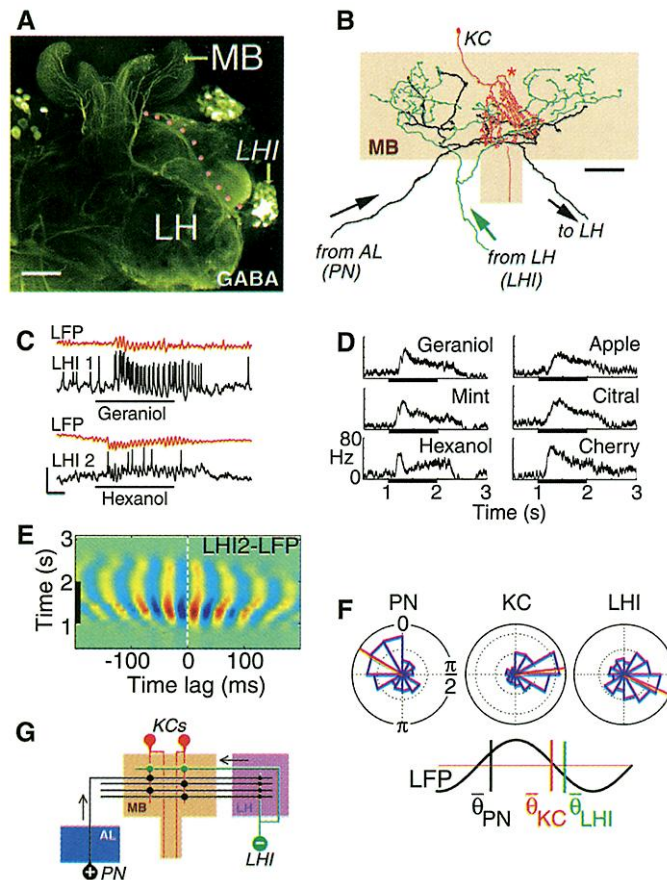 A
MB
LHI
LH
GABA
B
KC
MB
from AL
(PN)
from LH
(LHI)
to LH
C
LFP
LHI 1
Geraniol
LFP
LHI 2
Hexanol
D
Geraniol
Apple
Mint
Citral
80
Hz
0
Hexanol
Cherry
1 2 3
1 2 3
Time (s)
E
LHI2-LFP
3
2
1
Time (s)
-100 0 100
Time lag (ms)
F
PN
KC
LHI
0
π/2
π
LFP
θ̄PN
θ̄KC
θ̄LHI
G
KCs
MB
LH
AL
PN
LHI